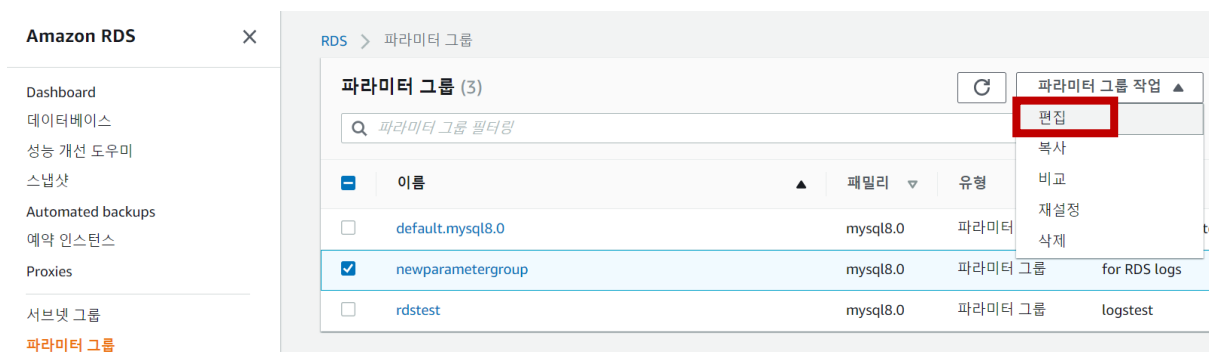 Amazon RDS
Dashboard
데이터베이스
성능 개선 도우미
스냅샷
Automated backups
예약 인스턴스
Proxies
서브넷 그룹
파라미터 그룹
RDS > 파라미터 그룹
파라미터 그룹 (3)
파라미터 그룹 작업
파라미터 그룹 필터링
편집
복사
비교
재설정
삭제
이름 패밀리 유형
default.mysql8.0 mysql8.0 파라미터
newparametergroup mysql8.0 파라미터 그룹 for RDS logs
rdstest mysql8.0 파라미터 그룹 logstest